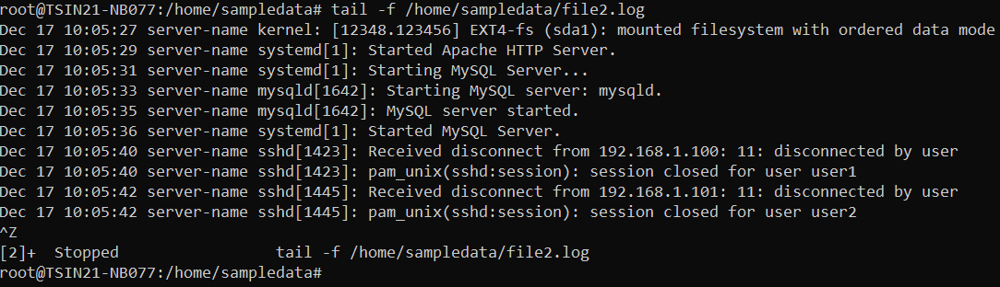 root@TSIN21-NB077:/home/sampledata# tail -f /home/sampledata/file2.log
Dec 17 10:05:27 server-name kernel: [12348.123456] EXT4-fs (sda1): mounted filesystem with ordered data mode
Dec 17 10:05:29 server-name systemd[1]: Started Apache HTTP Server.
Dec 17 10:05:31 server-name systemd[1]: Starting MySQL Server...
Dec 17 10:05:33 server-name mysqld[1642]: Starting MySQL server: mysqld.
Dec 17 10:05:35 server-name mysqld[1642]: MySQL server started.
Dec 17 10:05:36 server-name systemd[1]: Started MySQL Server.
Dec 17 10:05:40 server-name sshd[1423]: Received disconnect from 192.168.1.100: 11: disconnected by user
Dec 17 10:05:40 server-name sshd[1423]: pam_unix(sshd:session): session closed for user user1
Dec 17 10:05:42 server-name sshd[1445]: Received disconnect from 192.168.1.101: 11: disconnected by user
Dec 17 10:05:42 server-name sshd[1445]: pam_unix(sshd:session): session closed for user user2
^Z
[2]+  Stopped                 tail -f /home/sampledata/file2.log
root@TSIN21-NB077:/home/sampledata#